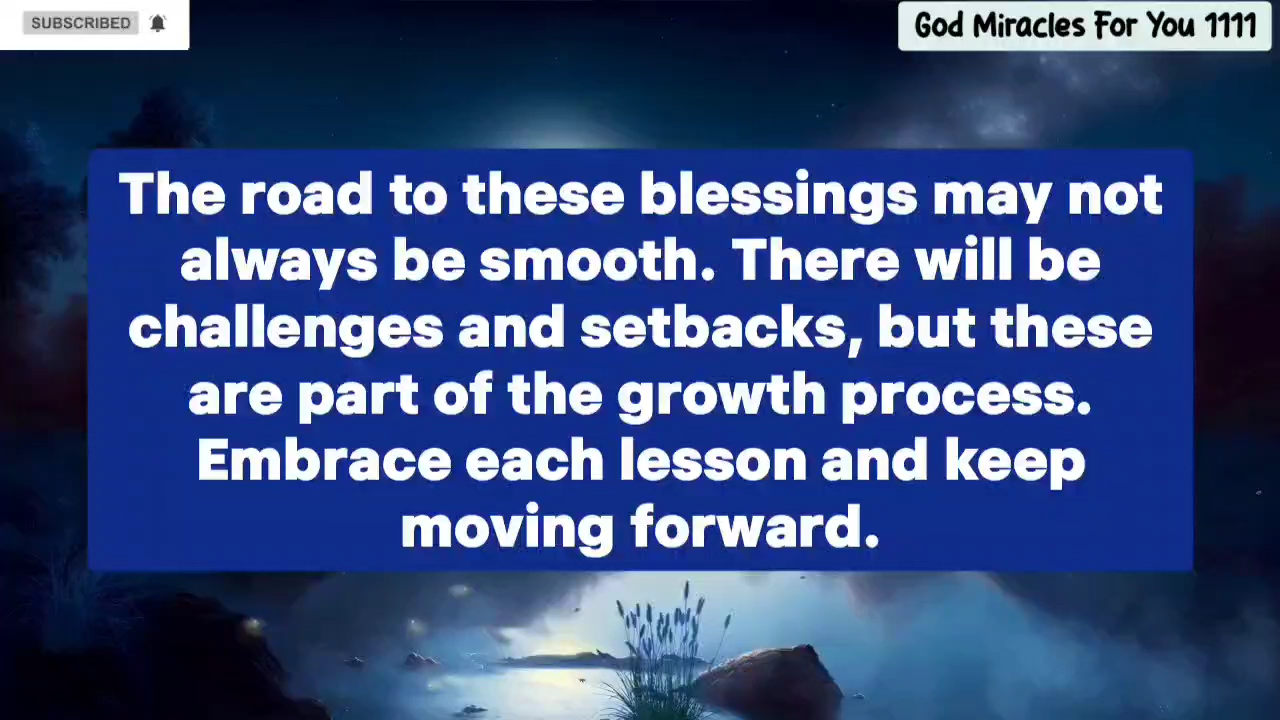 SUBSCRIBED
God Miracles For You 1111
The road to these blessings may not
always be smooth. There will be
challenges and setbacks, but these
are part of the growth process.
Embrace each lesson and keep
moving forward.